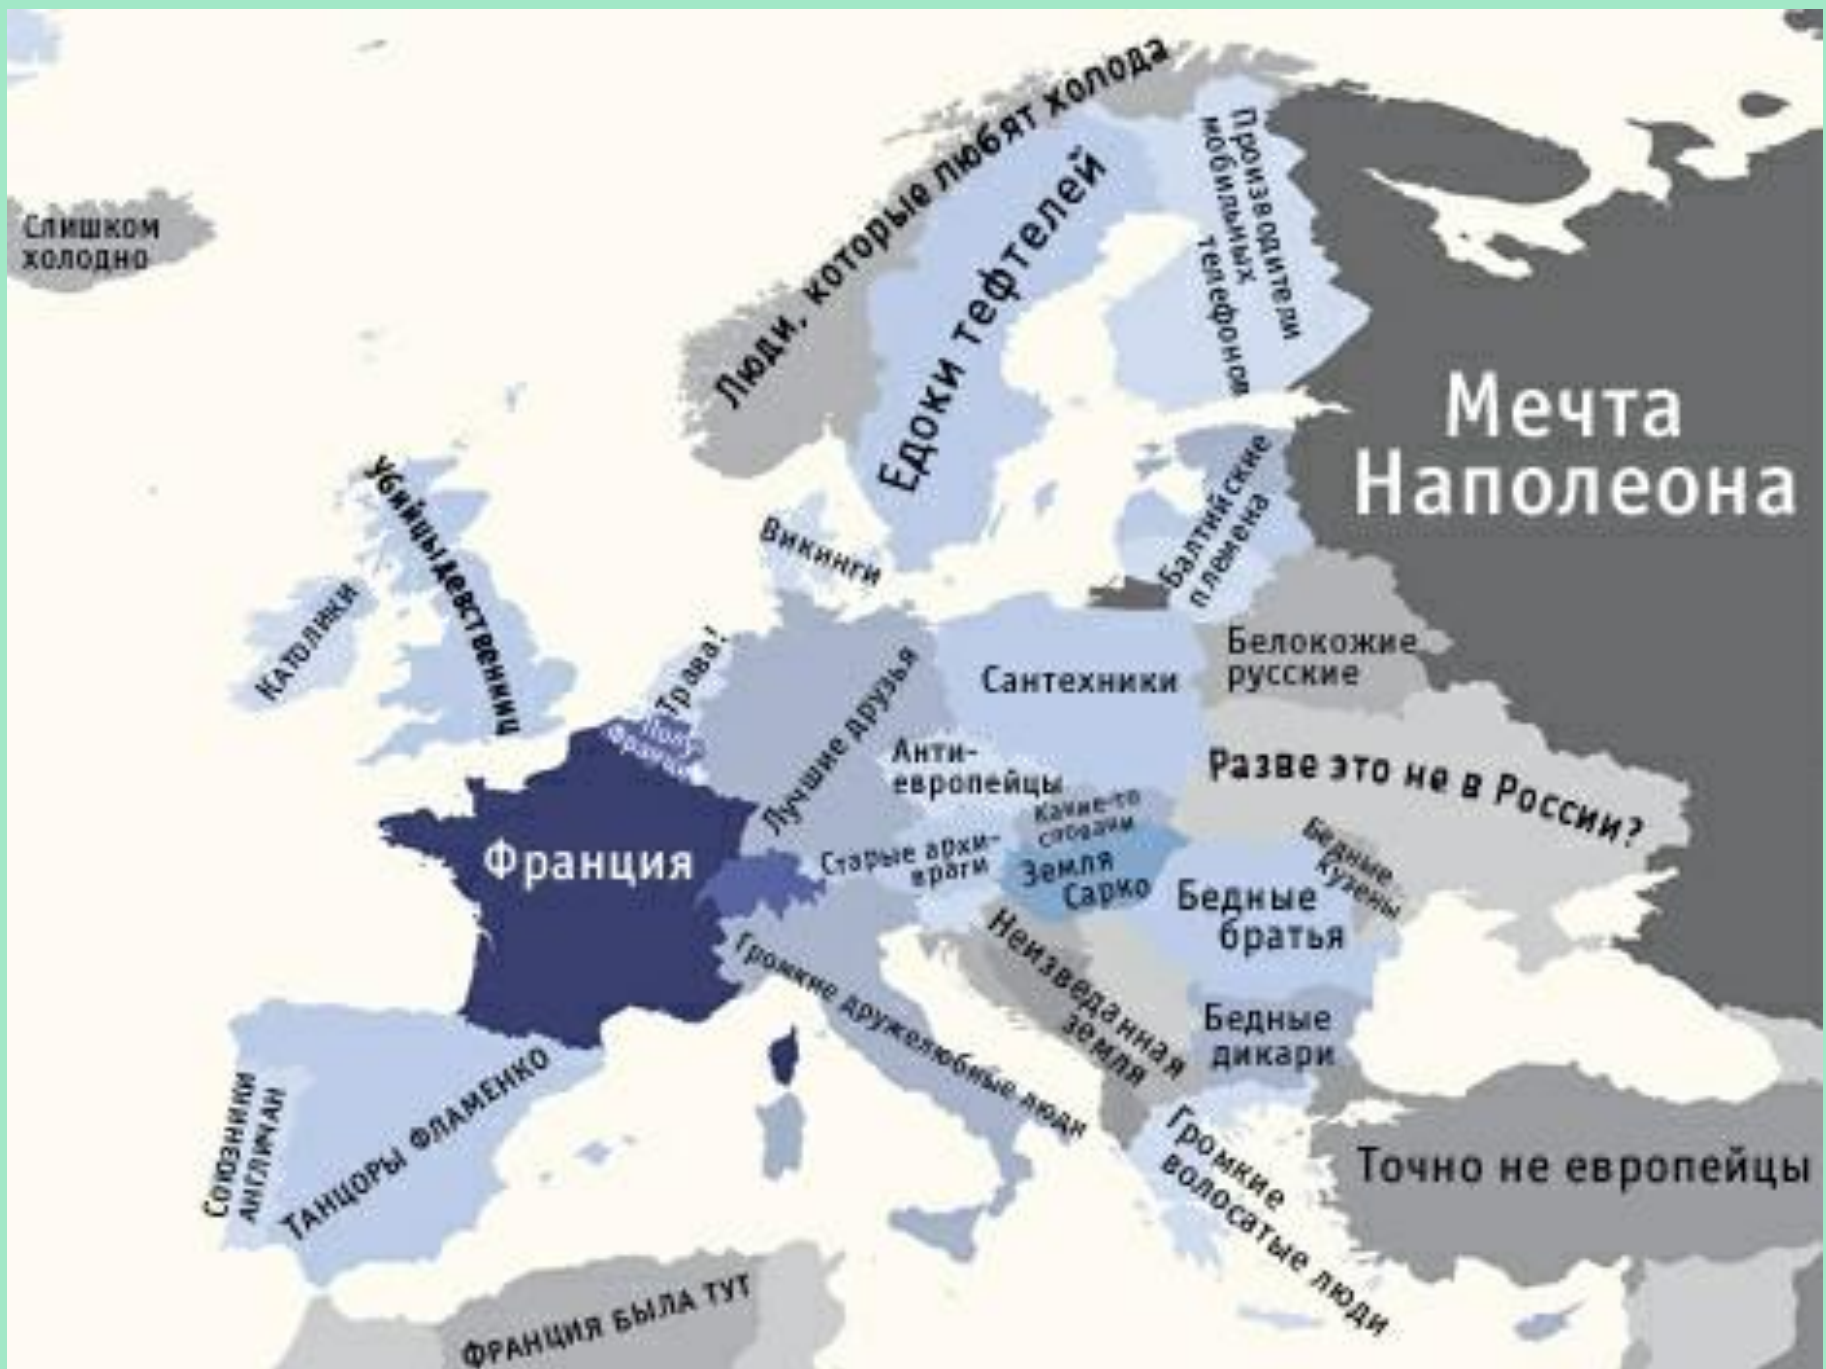 Слишком
холодно
Люди, которые любят холода
Едоки тефтелей
Производители
мобильных
телефонов
Мечта
Наполеона
Убийцы девственниц
Католики
Викинги
Балтийские
племена
Трава!
Лучшие друзья
Сантехники
Белокожие
русские
Анти-
европейцы
Разве это не в России?
Какие-то
Франция
Старые архи-
враги
Земля
Сарко
Бедные
кузены
Бедные
братья
Неизведанная
земля
Громкие дружелюбные люди
Бедные
дикари
Союзники
англичан
Танцоры фламенко
Громкие
волосатые люди
Точно не европейцы
Франция была тут